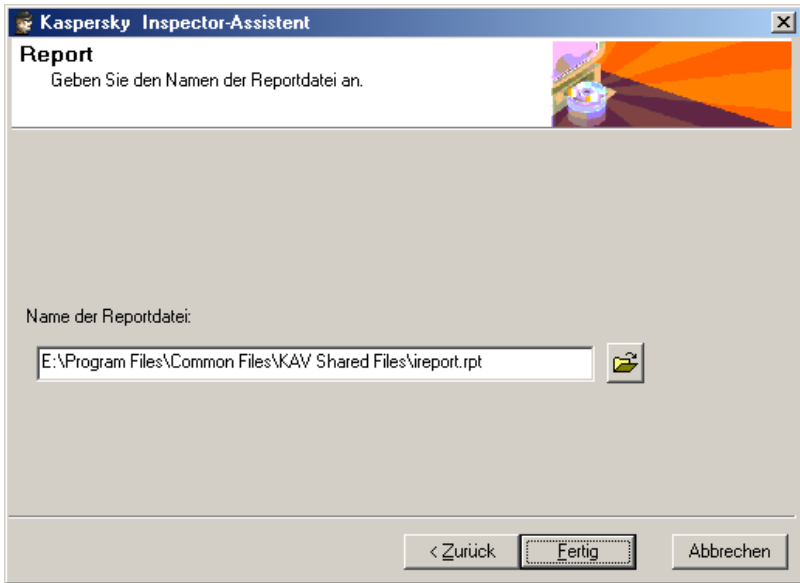 Kaspersky Inspector-Assistent
Report
Geben Sie den Namen der Reportdatei an.
Name der Reportdatei:
E:\Program Files\Common Files\KAV Shared Files\ireport.rpt
< Zurück
Fertig
Abbrechen